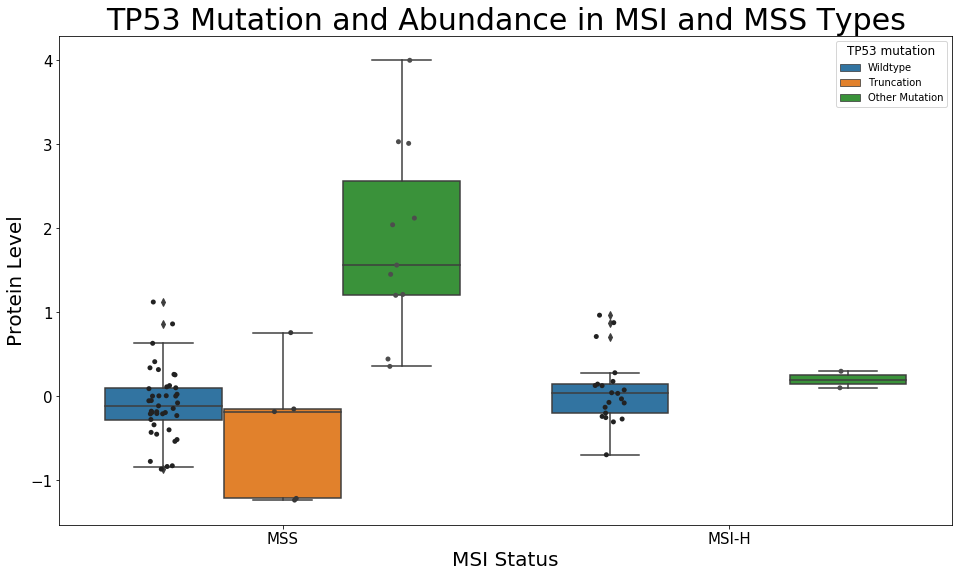 TP53 Mutation and Abundance in MSI and MSS Types
TP53 mutation
Wildtype
Truncation
Other Mutation
Protein Level
4
3
2
1
0
−1
MSS
MSI-H
MSI Status